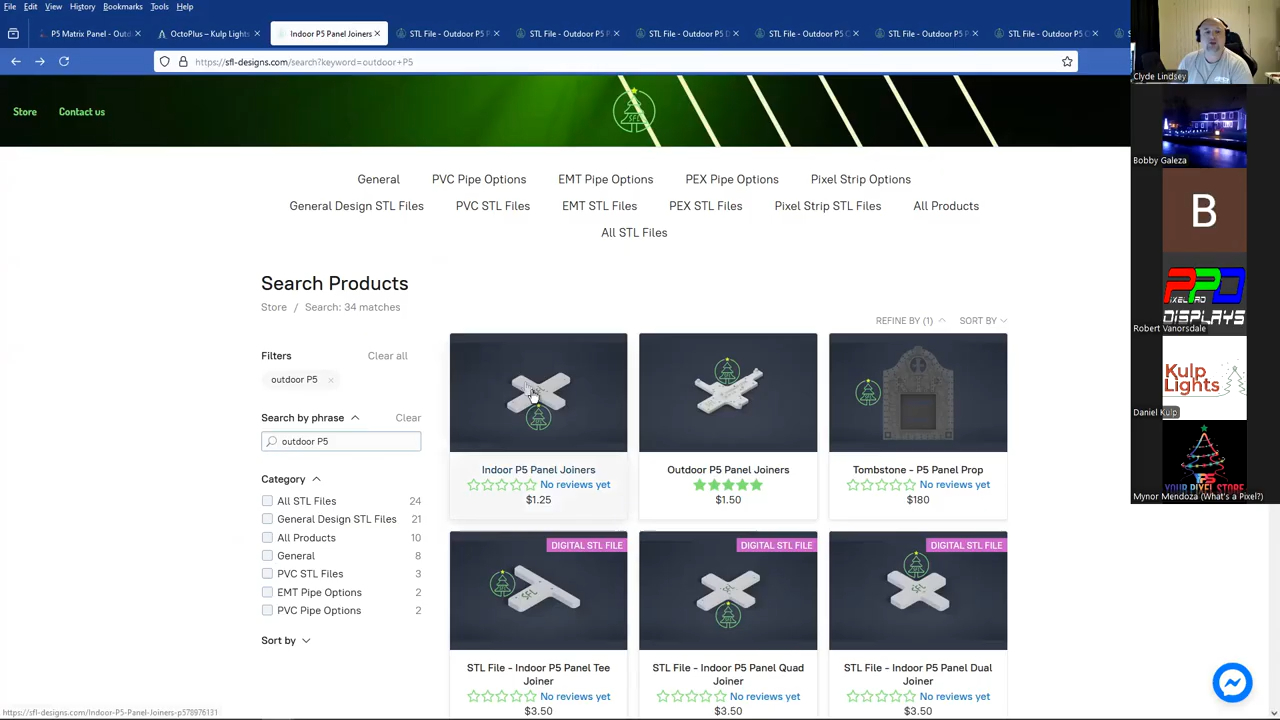 File Edit View History Bookmarks Tools Help
P5 Matrix Panel - Outd
OctoPlus – Kulp Lights
Indoor P5 Panel Joiners
STL File - Outdoor P5 F
STL File - Outdoor P5 P
STL File - Outdoor P5 D
STL File - Outdoor P5 C
STL File - Outdoor P5 P
STL File - Outdoor P5 C
https://sfl-designs.com/search?keyword=outdoor+P5
Store Contact us
SFL
General PVC Pipe Options EMT Pipe Options PEX Pipe Options Pixel Strip Options
General Design STL Files PVC STL Files EMT STL Files PEX STL Files Pixel Strip STL Files All Products
All STL Files
Search Products
Store / Search: 34 matches
REFINE BY (1) SORT BY
Filters Clear all
outdoor P5 ×
Search by phrase Clear
outdoor P5
Category
All STL Files 24
General Design STL Files 21
All Products 10
General 8
PVC STL Files 3
EMT Pipe Options 2
PVC Pipe Options 2
Sort by
Indoor P5 Panel Joiners
No reviews yet
$1.25
Outdoor P5 Panel Joiners
$1.50
Tombstone - P5 Panel Prop
No reviews yet
$180
DIGITAL STL FILE
SFL
STL File - Indoor P5 Panel Tee
Joiner
No reviews yet
$3.50
DIGITAL STL FILE
SFL
STL File - Indoor P5 Panel Quad
Joiner
No reviews yet
$3.50
DIGITAL STL FILE
SFL
STL File - Indoor P5 Panel Dual
Joiner
No reviews yet
$3.50
https://sfl-designs.com/Indoor-P5-Panel-Joiners-p578976131
Clyde Lindsey
Bobby Galeza
B
PPD
PIXEL PRO
DISPLAYS
Robert Vanorsdale
Kulp
Lights
Daniel Kulp
YOUR PIXEL STORE
Mynor Mendoza (What's a Pixel?)